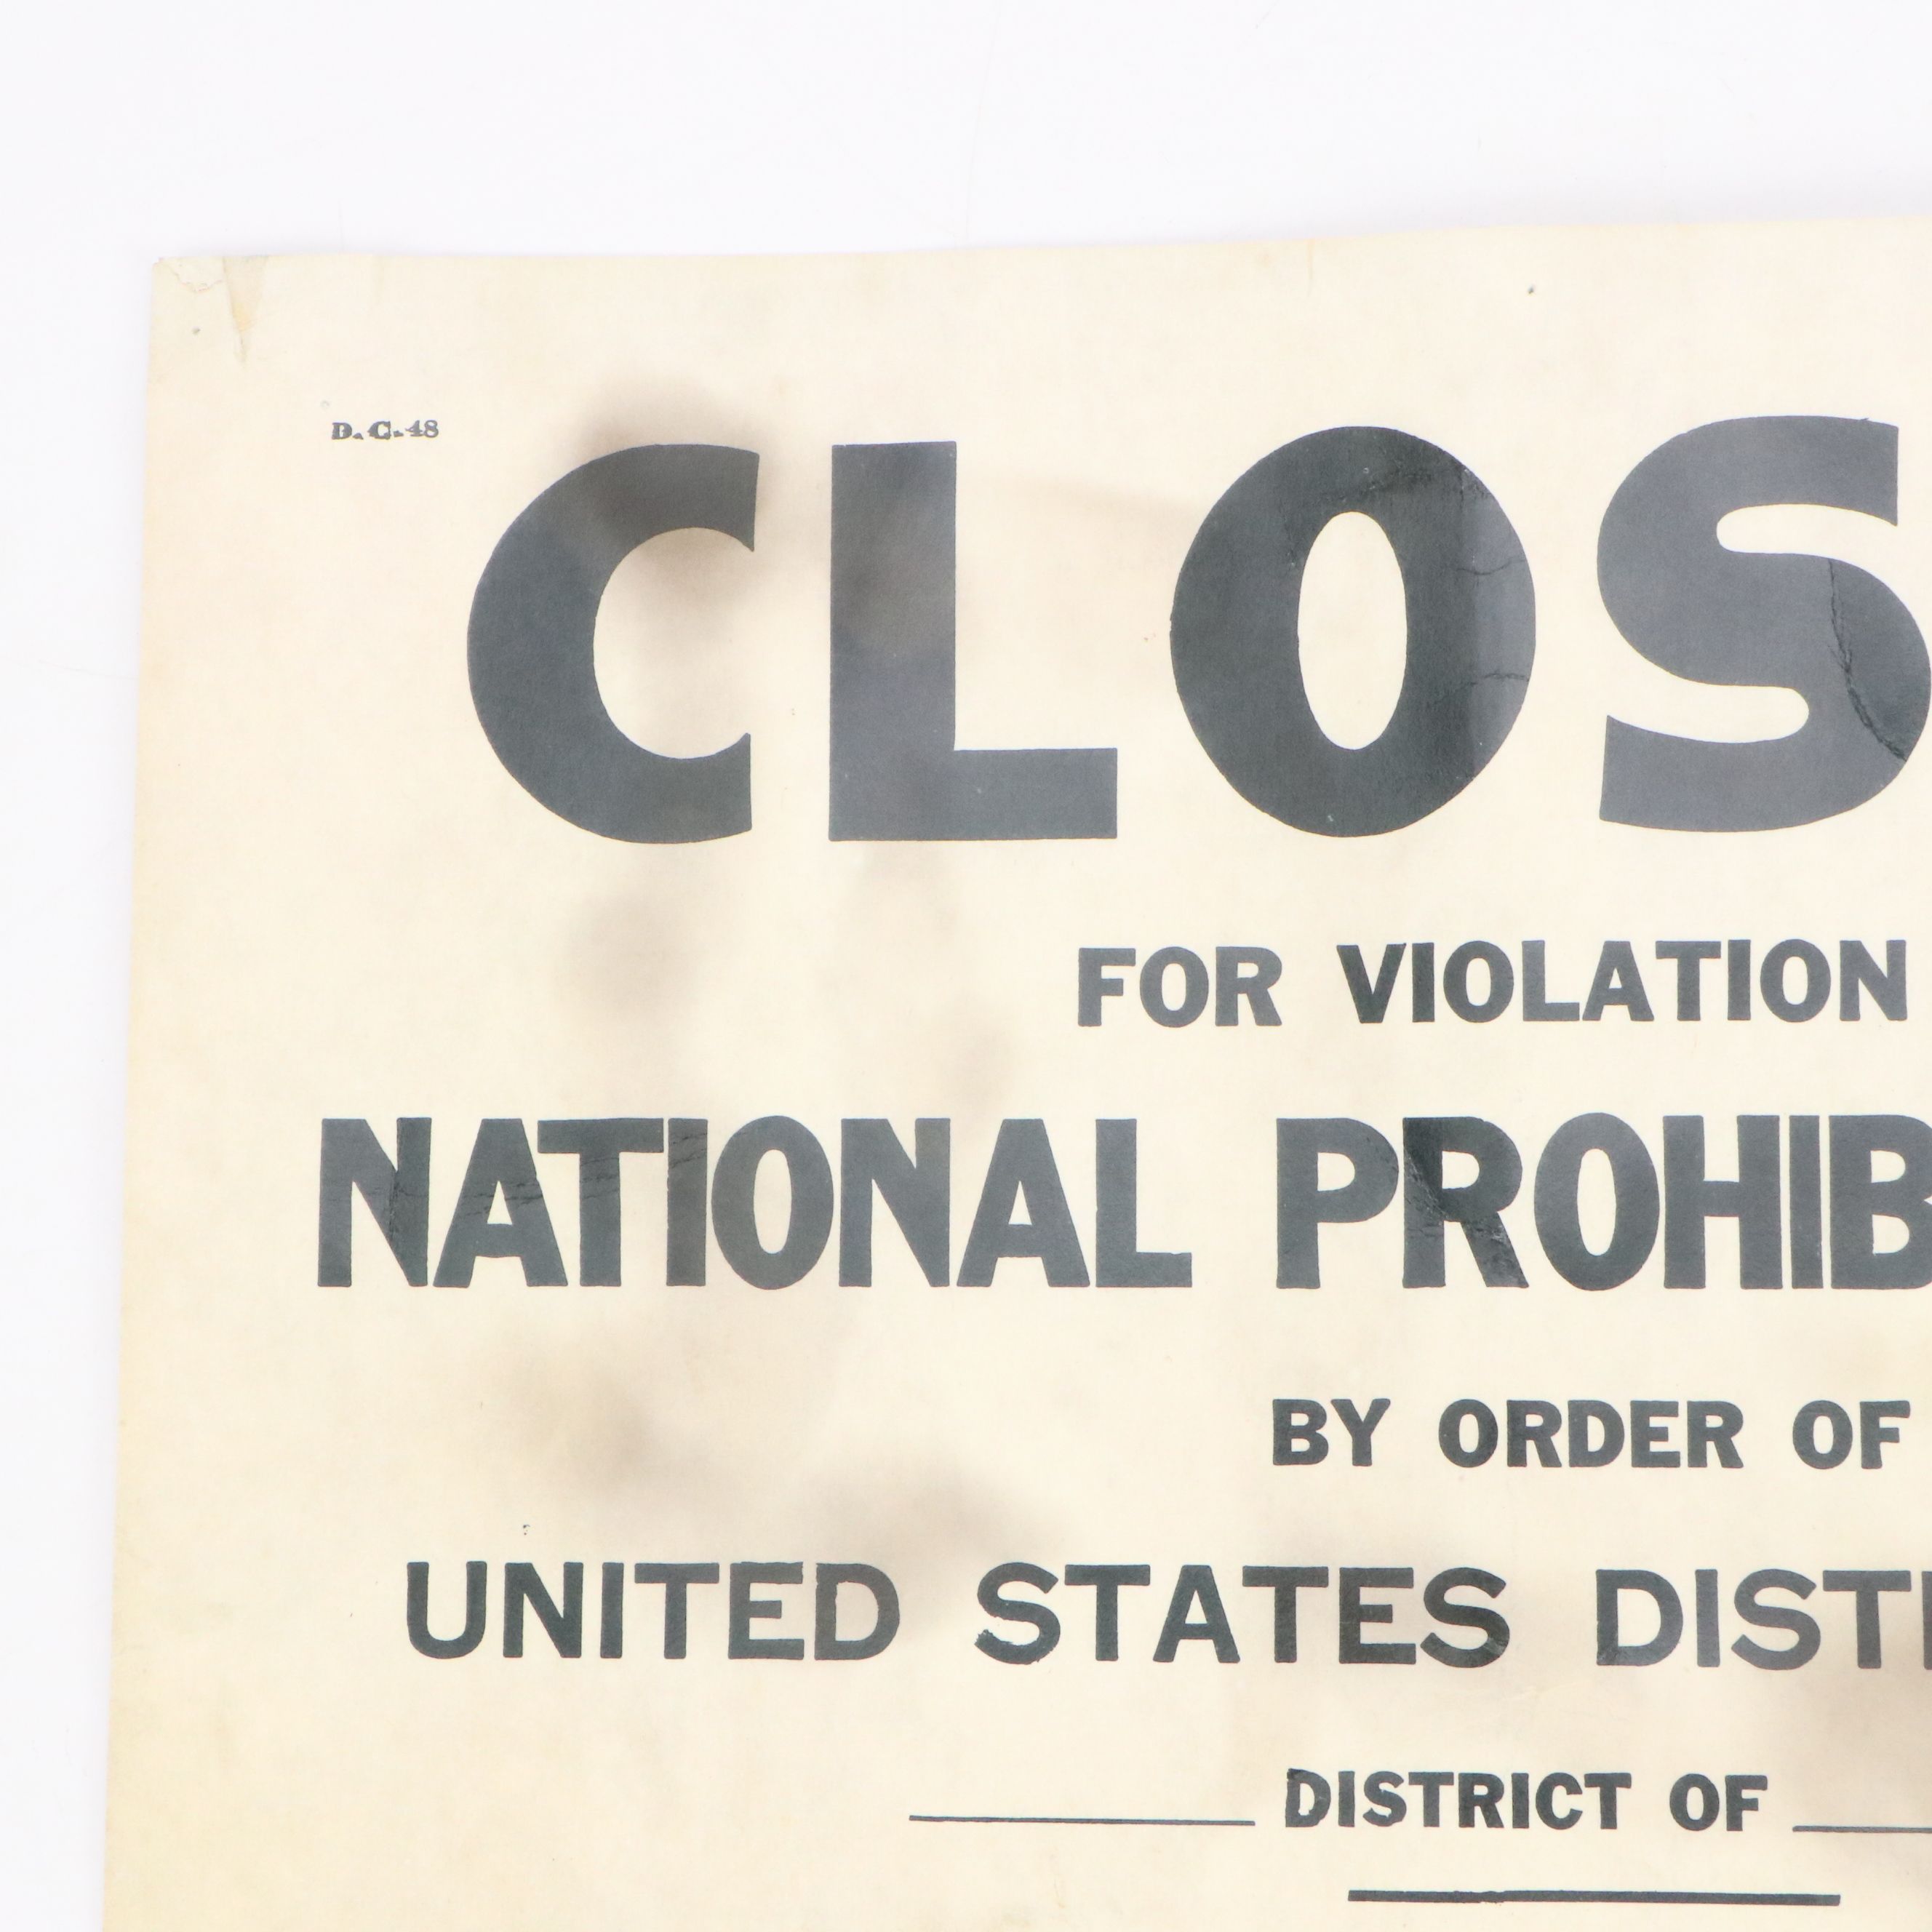 D. C. 48
CLOS
FOR VIOLATION
NATIONAL PROHIB
BY ORDER OF
UNITED STATES DIST
DISTRICT OF